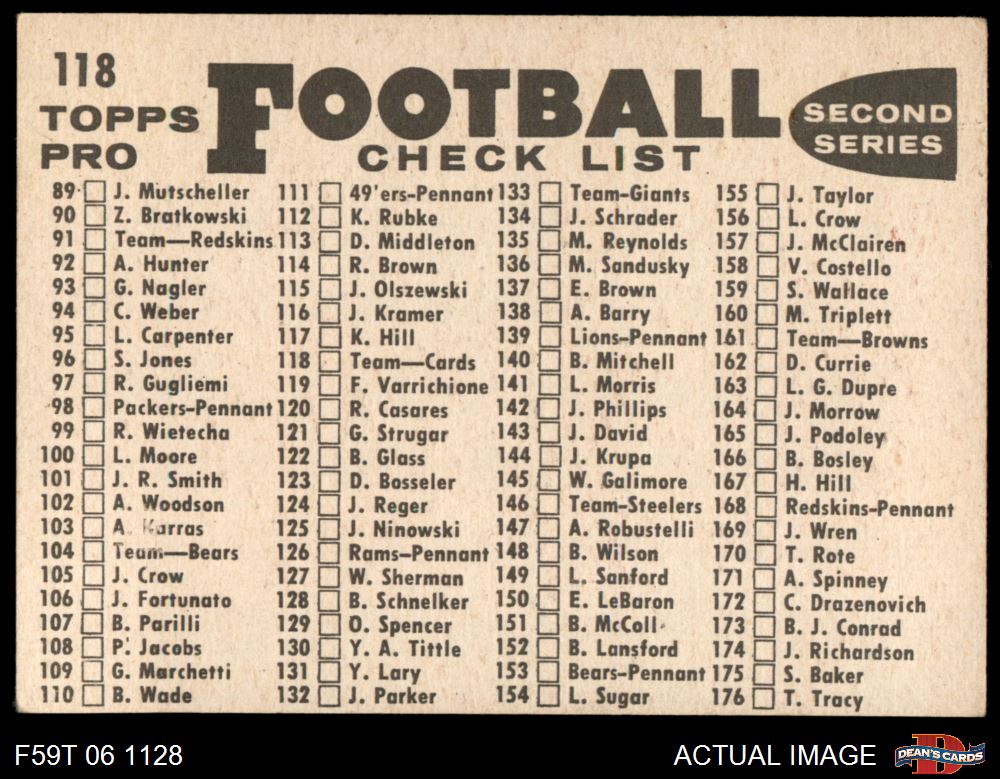 118
TOPPS
PRO
FOOTBALL
CHECK LIST
SECOND
SERIES
89 J. Mutscheller
90 Z. Bratkowski
91 Team—Redskins
92 A. Hunter
93 G. Nagler
94 C. Weber
95 L. Carpenter
96 S. Jones
97 R. Gugliemi
98 Packers-Pennant
99 R. Wietecha
100 L. Moore
101 J. R. Smith
102 A. Woodson
103 A. Karras
104 Team—Bears
105 J. Crow
106 J. Fortunato
107 B. Parilli
108 P. Jacobs
109 G. Marchetti
110 B. Wade
111 49'ers-Pennant
112 K. Rubke
113 D. Middleton
114 R. Brown
115 J. Olszewski
116 J. Kramer
117 K. Hill
118 Team—Cards
119 F. Varrichione
120 R. Casares
121 G. Strugar
122 B. Glass
123 D. Bosseler
124 J. Reger
125 J. Ninowski
126 Rams-Pennant
127 W. Sherman
128 B. Schnelker
129 O. Spencer
130 Y. A. Tittle
131 Y. Lary
132 J. Parker
133 Team-Giants
134 J. Schrader
135 M. Reynolds
136 M. Sandusky
137 E. Brown
138 A. Barry
139 Lions-Pennant
140 B. Mitchell
141 L. Morris
142 J. Phillips
143 J. David
144 J. Krupa
145 W. Galimore
146 Team-Steelers
147 A. Robustelli
148 B. Wilson
149 L. Sanford
150 E. LeBaron
151 B. McColl
152 B. Lansford
153 Bears-Pennant
154 L. Sugar
155 J. Taylor
156 L. Crow
157 J. McClairen
158 V. Costello
159 S. Wallace
160 M. Triplett
161 Team—Browns
162 D. Currie
163 L. G. Dupre
164 J. Morrow
165 J. Podoley
166 B. Bosley
167 H. Hill
168 Redskins-Pennant
169 J. Wren
170 T. Rote
171 A. Spinney
172 C. Drazenovich
173 B. J. Conrad
174 J. Richardson
175 S. Baker
176 T. Tracy
F59T 06 1128
ACTUAL IMAGE
DEAN'S CARDS